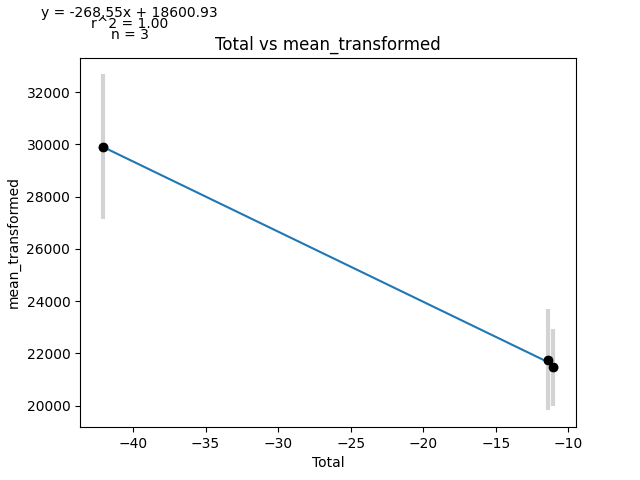 y = -268.55x + 18600.93
r^2 = 1.00
n = 3
Total vs mean_transformed
32000
30000
28000
26000
24000
22000
20000
mean_transformed
−40
−35
−30
−25
−20
−15
−10
Total